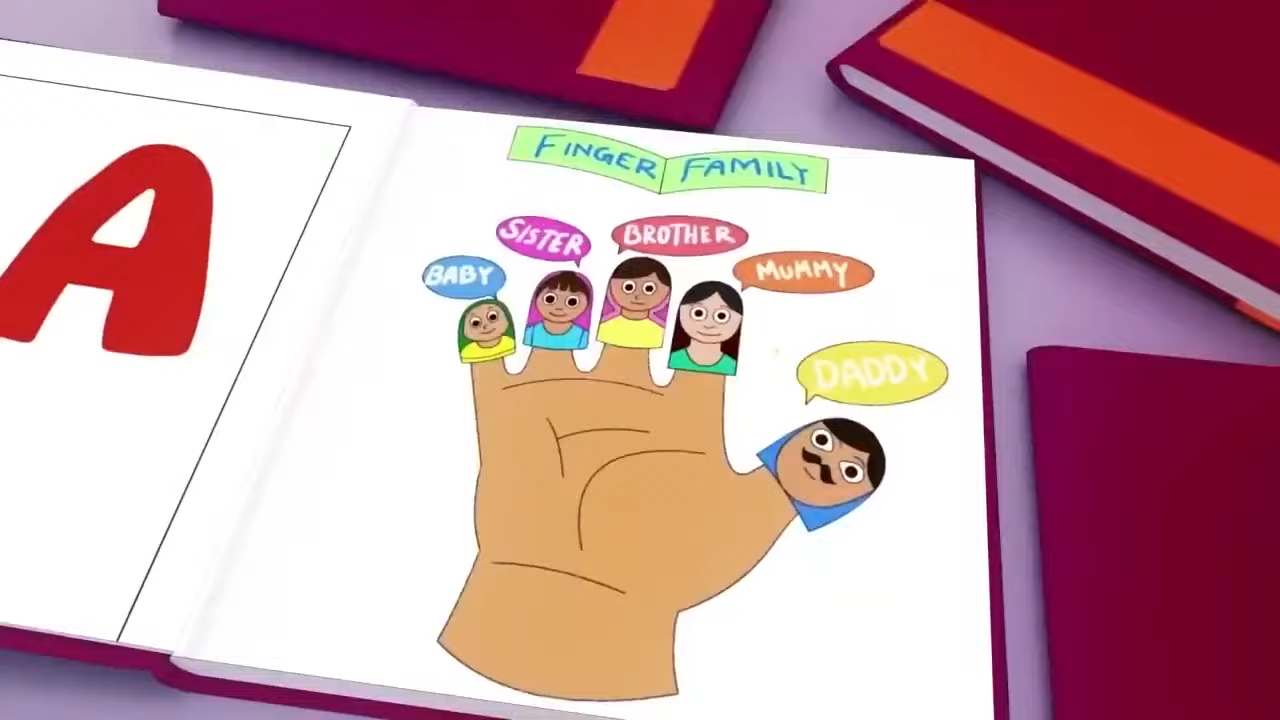 A
FINGER FAMILY
SISTER
BROTHER
BABY
MUMMY
DADDY